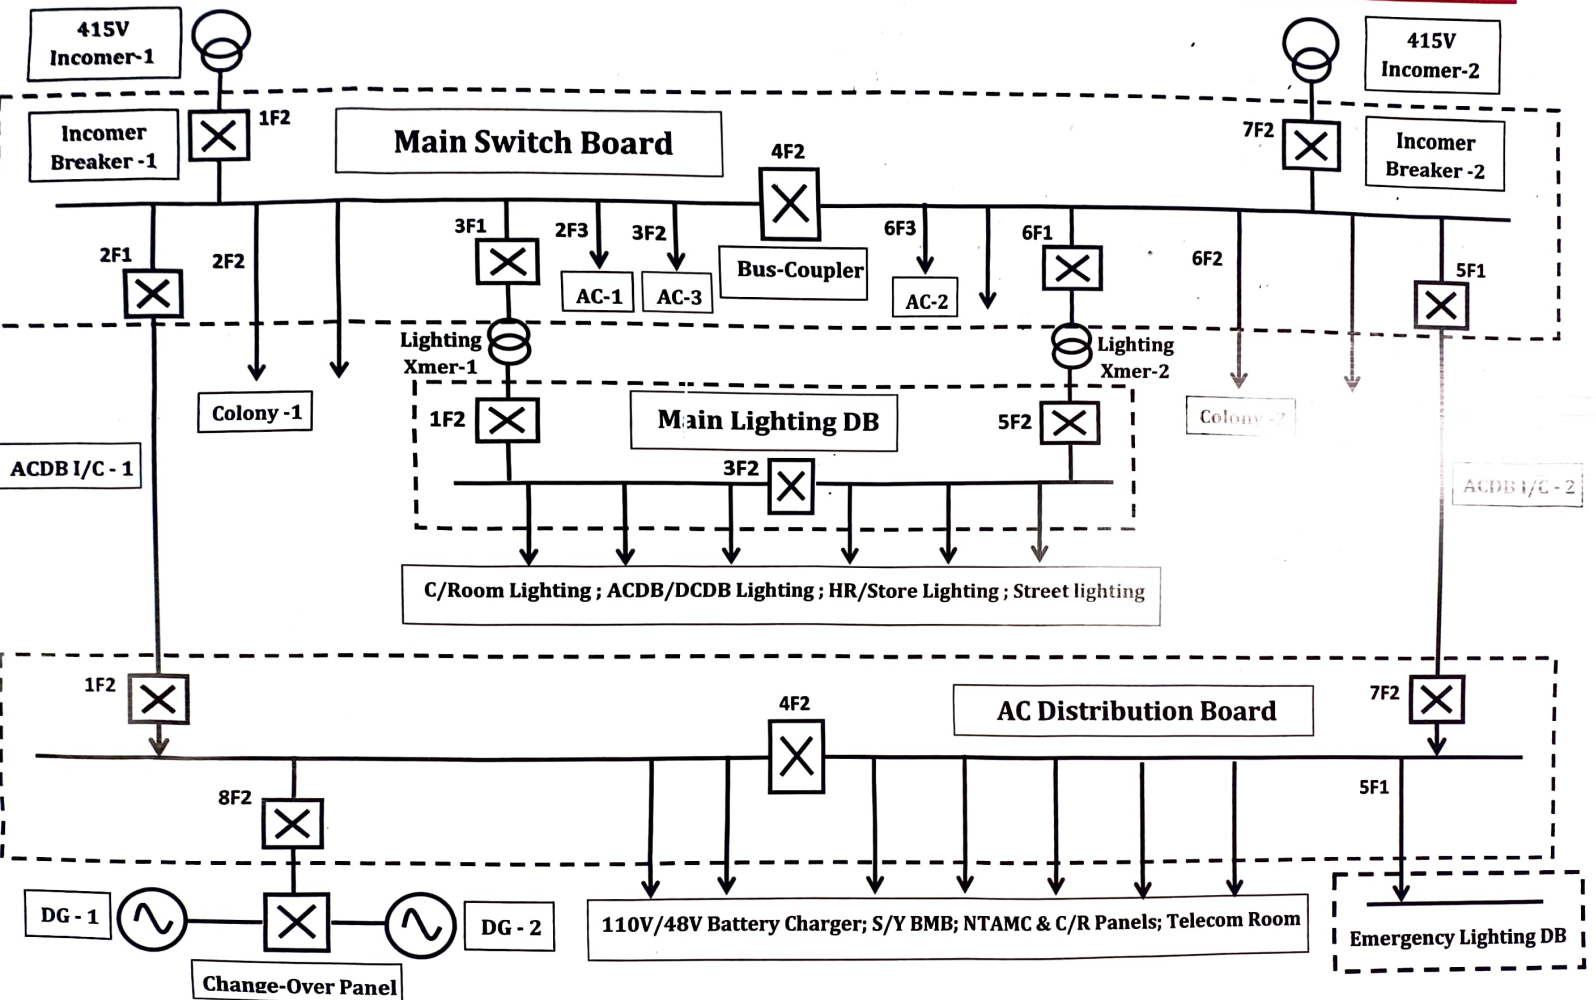 415V
Incomer-1
415V
Incomer-2
Incomer
Breaker -1
1F2
Main Switch Board
4F2
7F2
Incomer
Breaker -2
2F1
2F2
3F1
2F3
3F2
Bus-Coupler
6F3
6F1
6F2
5F1
AC-1
AC-3
AC-2
Lighting
Xmer-1
Lighting
Xmer-2
Colony -1
1F2
Main Lighting DB
5F2
Colony -2
ACDB I/C - 1
3F2
ACDB I/C - 2
C/Room Lighting ; ACDB/DCDB Lighting ; HR/Store Lighting ; Street lighting
1F2
4F2
AC Distribution Board
7F2
8F2
5F1
DG - 1
DG - 2
110V/48V Battery Charger; S/Y BMB; NTAMC & C/R Panels; Telecom Room
Emergency Lighting DB
Change-Over Panel